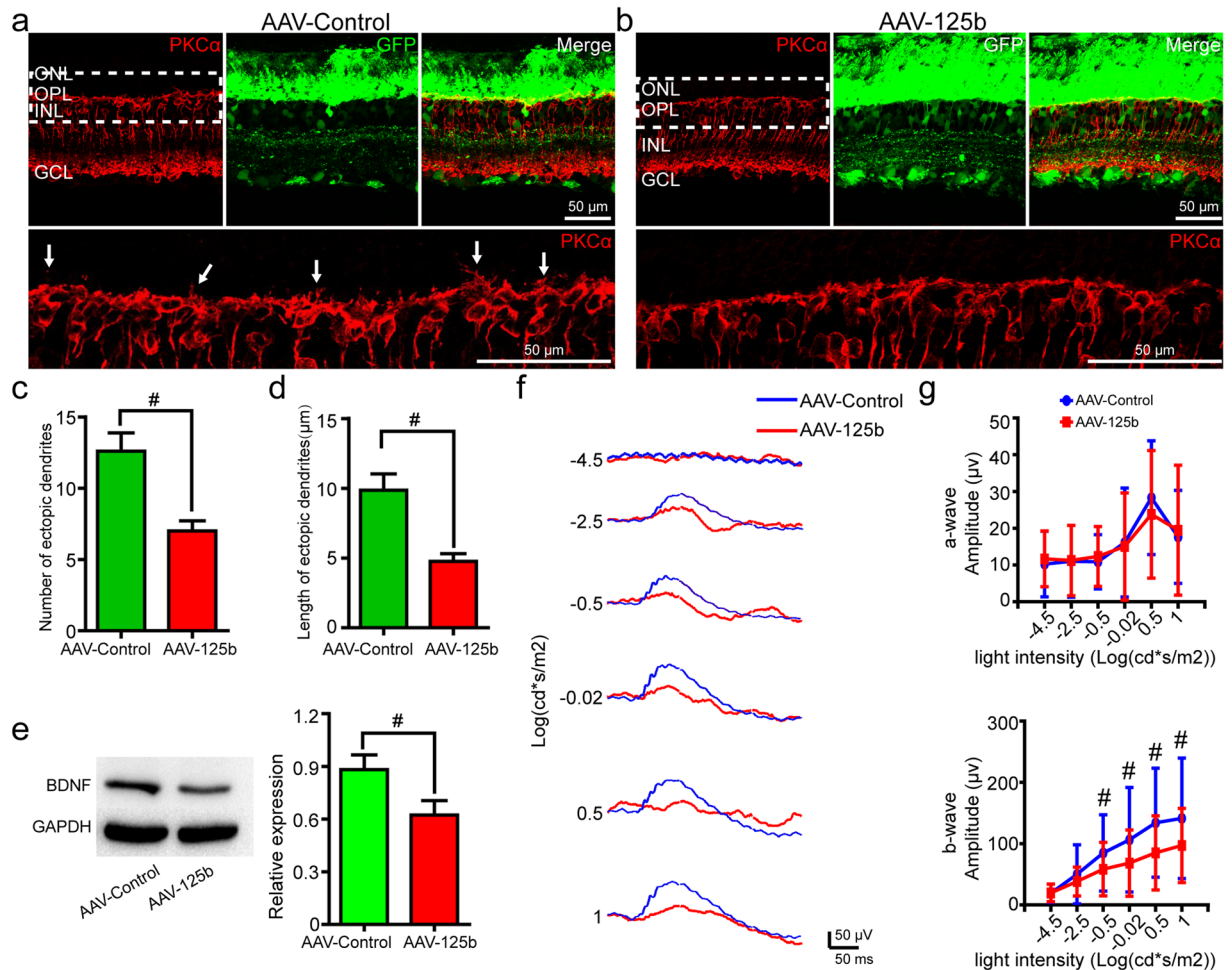 a
AAV-Control
PKCα
GFP
Merge
ONL
OPL
INL
GCL
50 µm
PKCα
50 µm
b
AAV-125b
PKCα
GFP
Merge
ONL
OPL
INL
GCL
50 µm
PKCα
50 µm
c
Number of ectopic dendrites
15
10
5
0
#
AAV-Control
AAV-125b
d
Length of ectopic dendrites(µm)
15
10
5
0
#
AAV-Control
AAV-125b
e
BDNF
GAPDH
AAV-Control
AAV-125b
Relative expression
1.2
0.9
0.6
0.3
0
#
AAV-Control
AAV-125b
f
AAV-Control
AAV-125b
Log(cd*s/m2)
-4.5
-2.5
-0.5
-0.02
0.5
1
50 µV
50 ms
g
AAV-Control
AAV-125b
a-wave
Amplitude (µv)
50
40
30
20
10
0
-4.5
-2.5
-0.5
-0.02
0.5
1
light intensity (Log(cd*s/m2))
b-wave
Amplitude (µv)
300
200
100
0
# # # #
-4.5
-2.5
-0.5
-0.02
0.5
1
light intensity (Log(cd*s/m2))